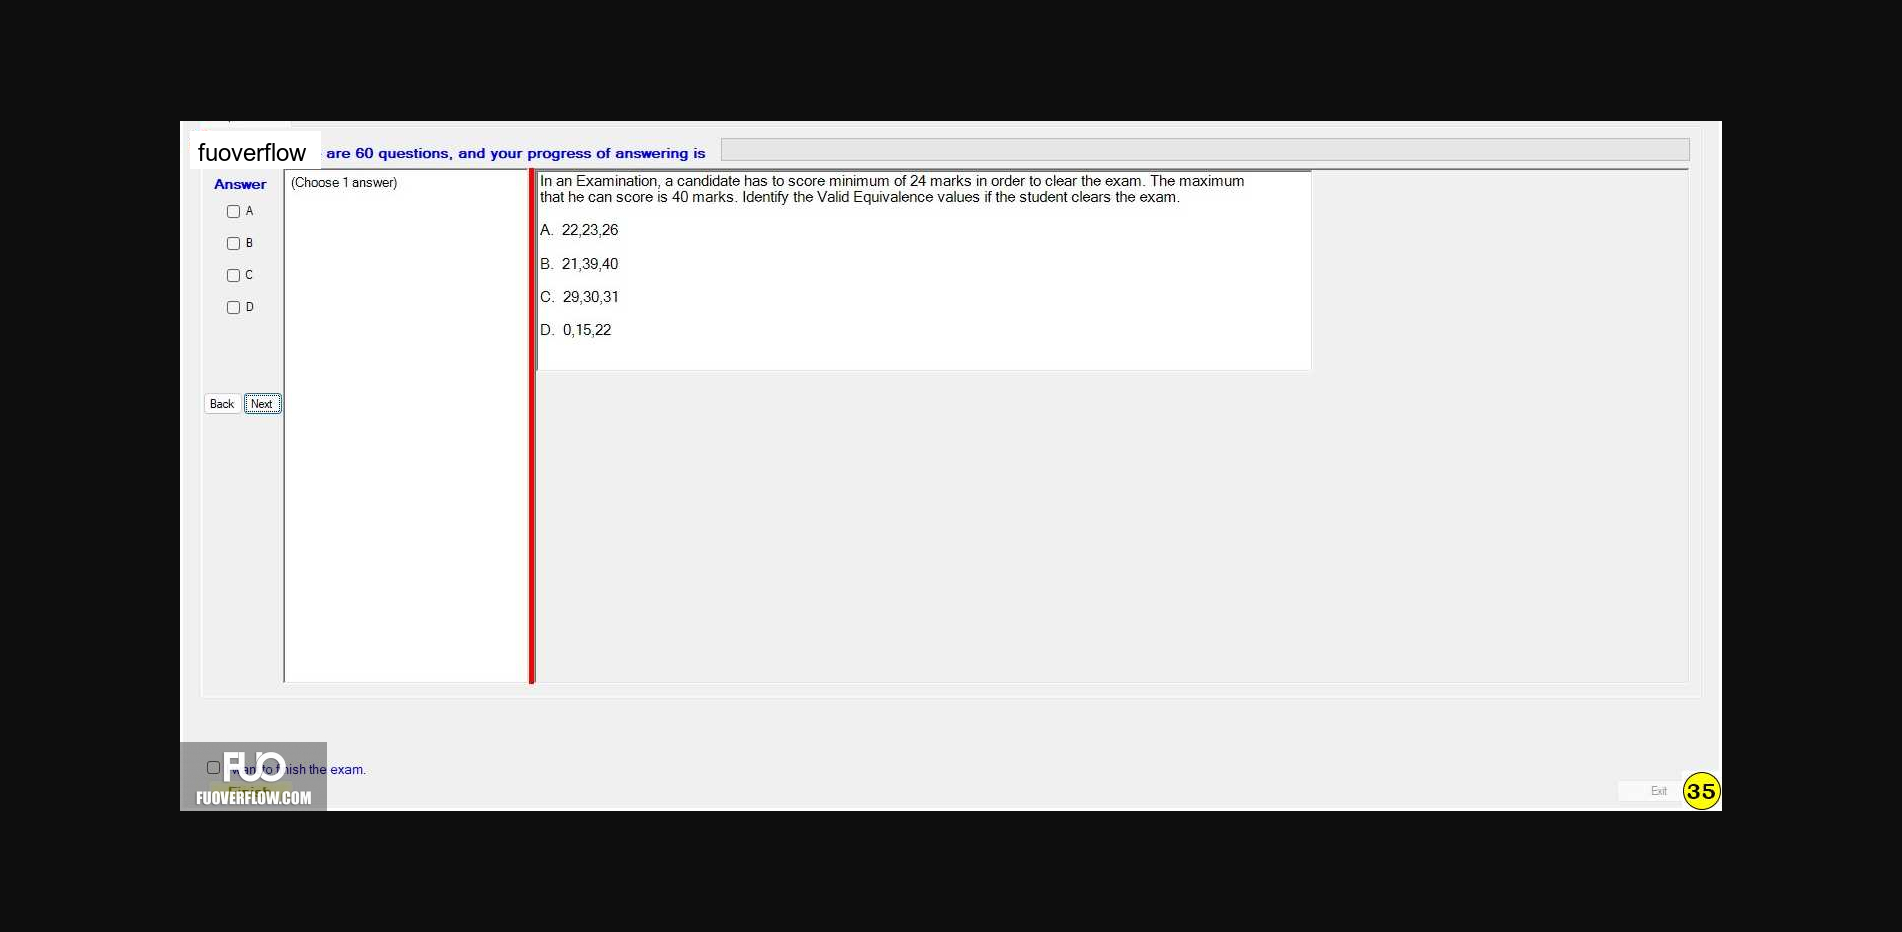 fuoverflow are 60 questions, and your progress of answering is
Answer
(Choose 1 answer)
A
B
C
D
Back Next
In an Examination, a candidate has to score minimum of 24 marks in order to clear the exam. The maximum
that he can score is 40 marks. Identify the Valid Equivalence values if the student clears the exam.
A. 22,23,26
B. 21,39,40
C. 29,30,31
D. 0,15,22
want to finish the exam.
FUO
Finish
FUOVERFLOW.COM
Exit
35